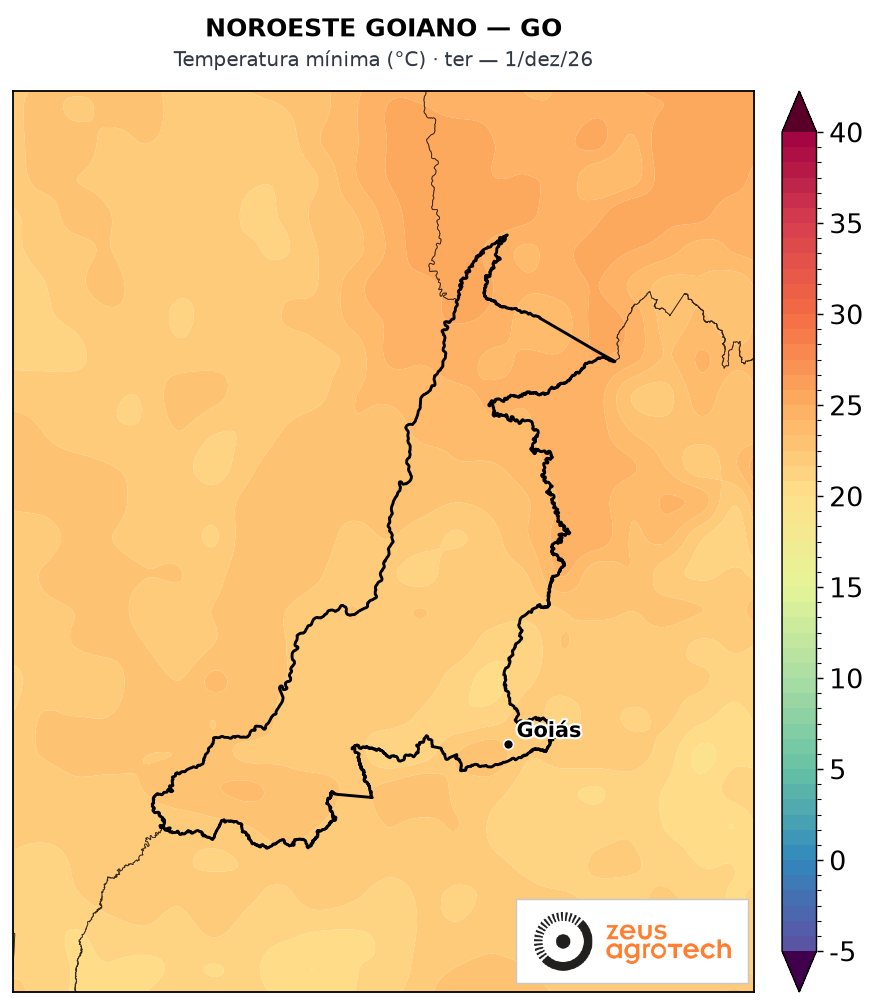 NOROESTE GOIANO — GO
Temperatura mínima (°C) · ter — 1/dez/26
40
35
30
25
20
15
10
5
0
-5
Goiás
zeus
agrotech